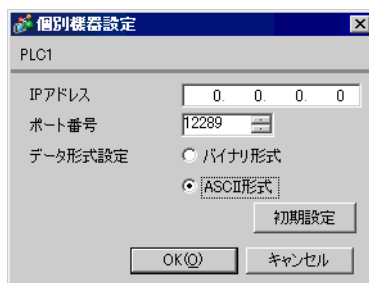 個別機器設定
PLC1
IPアドレス 0. 0. 0. 0
ポート番号 12289
データ形式設定 バイナリ形式
ASCII形式
初期設定
OK(O) キャンセル